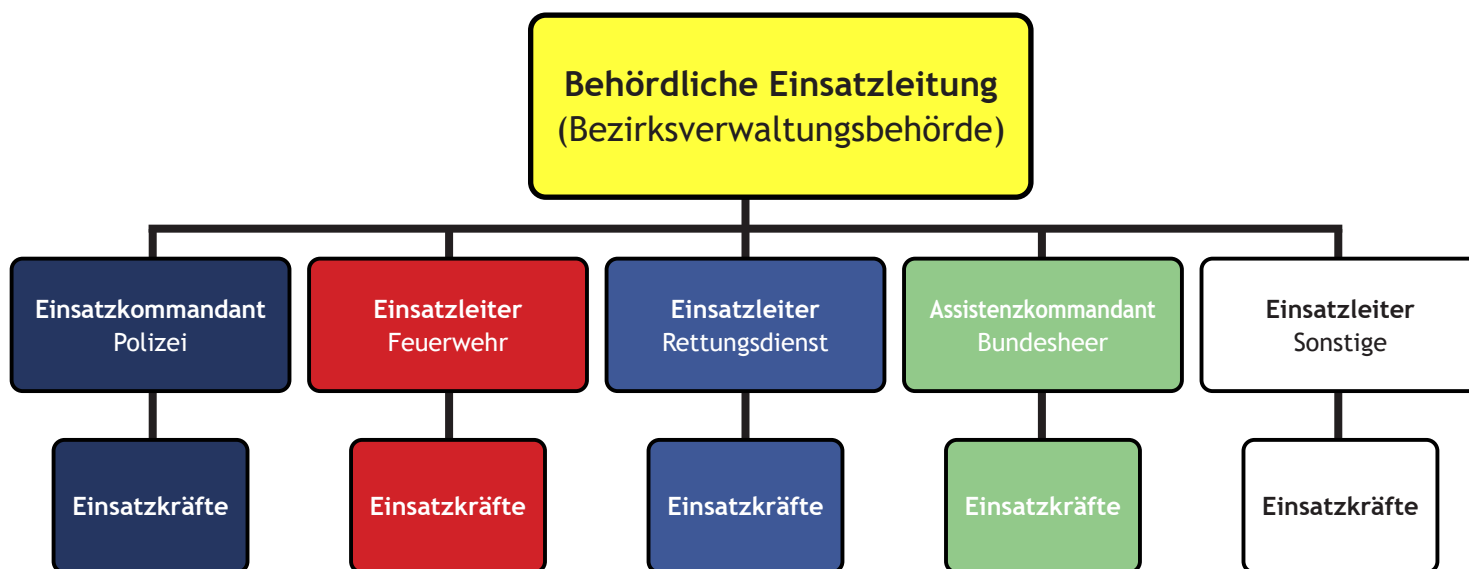 Behördliche Einsatzleitung
(Bezirksverwaltungsbehörde)
Einsatzkommandant
Polizei
Einsatzleiter
Feuerwehr
Einsatzleiter
Rettungsdienst
Assistenzkommandant
Bundesheer
Einsatzleiter
Sonstige
Einsatzkräfte
Einsatzkräfte
Einsatzkräfte
Einsatzkräfte
Einsatzkräfte